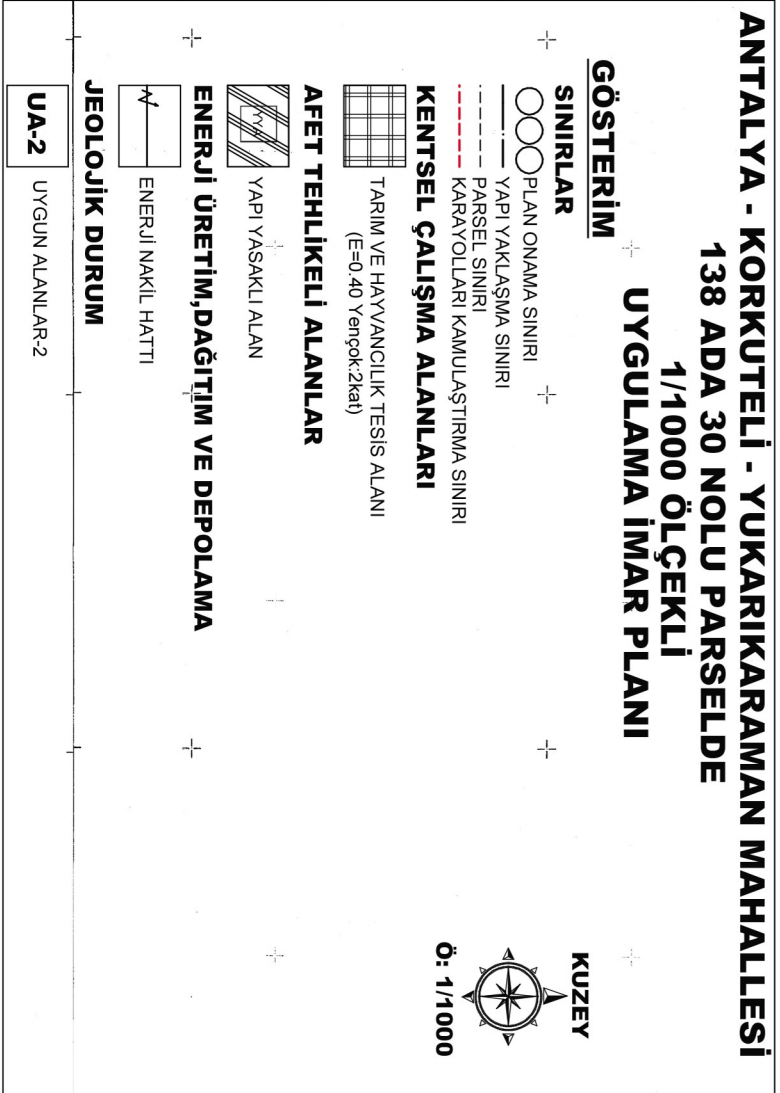 ANTALYA - KORKUTELİ - YUKARIKARAMAN MAHALLESİ
138 ADA 30 NOLU PARSELDE
1/1000 ÖLÇEKLİ
UYGULAMA İMAR PLANI
GÖSTERİM
SINIRLAR
PLAN ONAMA SINIRI
YAPI YAKLAŞMA SINIRI
PARSEL SINIRI
KARAYOLLARI KAMULAŞTIRMA SINIRI
KENTSEL ÇALIŞMA ALANLARI
TARIM VE HAYVANCILIK TESİS ALANI
(E=0.40 Yençok:2kat)
AFET TEHLİKELİ ALANLAR
YAPI YASAKLI ALAN
ENERJİ ÜRETİM,DAĞITIM VE DEPOLAMA
ENERJİ NAKİL HATTI
JEOLOJİK DURUM
UA-2 UYGUN ALANLAR-2
KUZEY
Ö: 1/1000